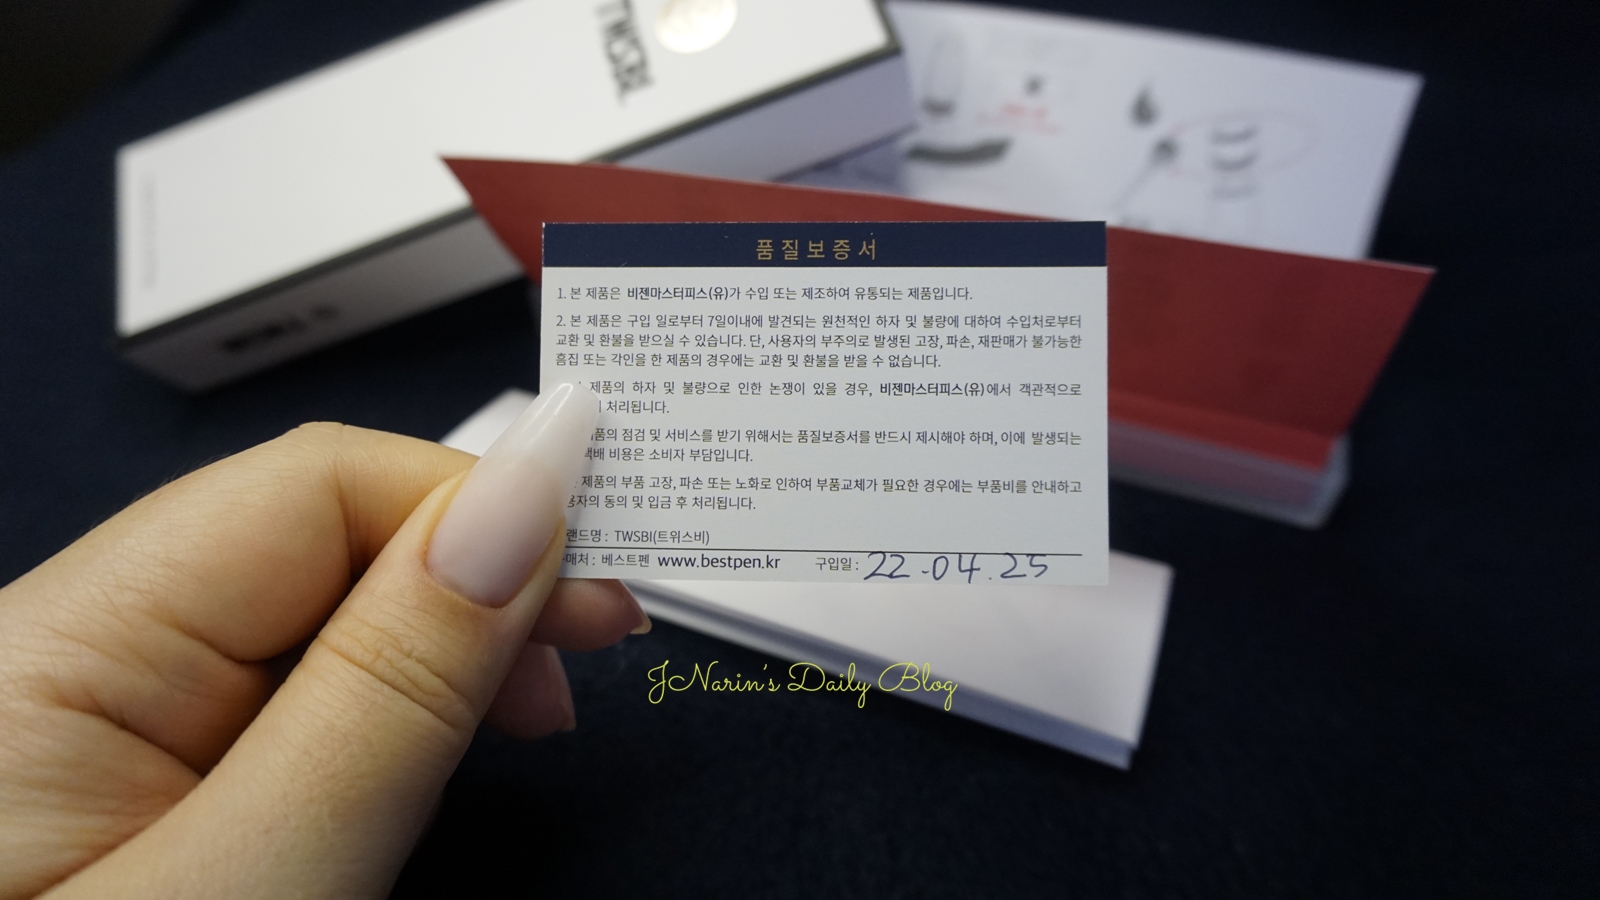 TWSBI
품질보증서
1. 본 제품은 비젠마스터피스(유)가 수입 또는 제조하여 유통되는 제품입니다.
2. 본 제품은 구입 일로부터 7일이내에 발견되는 원천적인 하자 및 불량에 대하여 수입처로부터
교환 및 환불을 받으실 수 있습니다. 단, 사용자의 부주의로 발생된 고장, 파손, 재판매가 불가능한
흠집 또는 각인을 한 제품의 경우에는 교환 및 환불을 받을 수 없습니다.
제품의 하자 및 불량으로 인한 논쟁이 있을 경우, 비젠마스터피스(유)에서 객관적으로
처리됩니다.
제품의 점검 및 서비스를 받기 위해서는 품질보증서를 반드시 제시해야 하며, 이에 발생되는
택배 비용은 소비자 부담입니다.
제품의 부품 고장, 파손 또는 노화로 인하여 부품교체가 필요한 경우에는 부품비를 안내하고
사용자의 동의 및 입금 후 처리됩니다.
브랜드명 : TWSBI(트위스비)
판매처 : 베스트펜 www.bestpen.kr 구입일 : 22.04.25
JNarin's Daily Blog